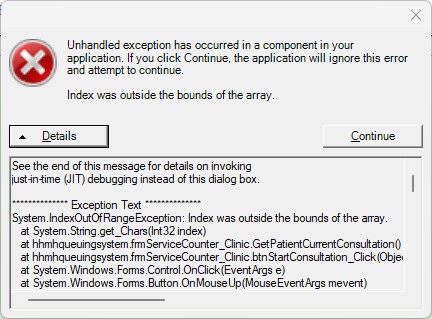 Unhandled exception has occurred in a component in your
application. If you click Continue, the application will ignore this error
and attempt to continue.
Index was outside the bounds of the array.
Details
Continue
See the end of this message for details on invoking
just-in-time (JIT) debugging instead of this dialog box.
************** Exception Text **************
System.IndexOutOfRangeException: Index was outside the bounds of the array.
at System.String.get_Chars(Int32 index)
at hhmhqueuingsystem.frmServiceCounter_Clinic.GetPatientCurrentConsultation()
at hhmhqueuingsystem.frmServiceCounter_Clinic.btnStartConsultation_Click(Obje
at System.Windows.Forms.Control.OnClick(EventArgs e)
at System.Windows.Forms.Button.OnMouseUp(MouseEventArgs mevent)